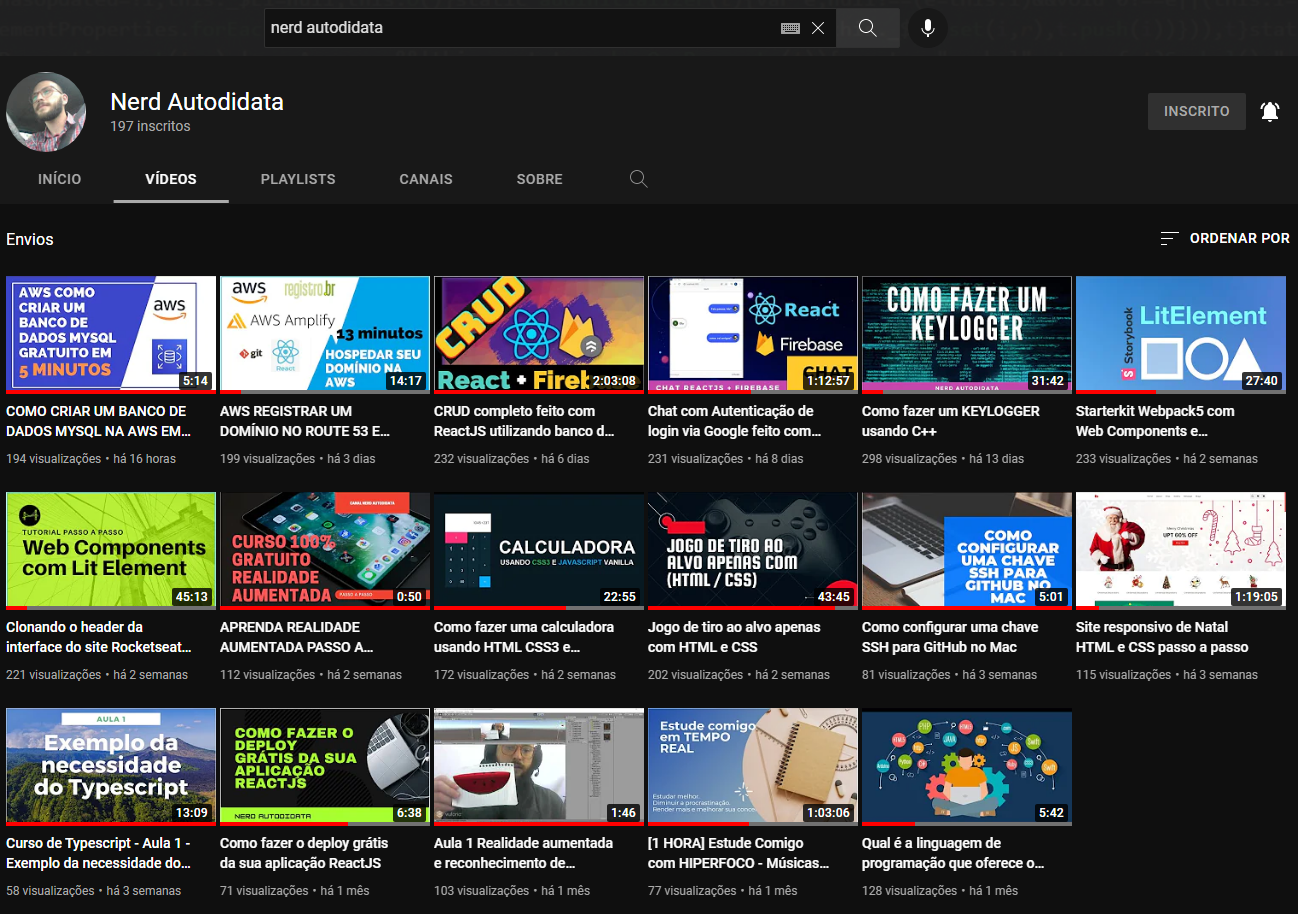 nerd autodidata
Nerd Autodidata
197 inscritos
INSCRITO
INÍCIO
VÍDEOS
PLAYLISTS
CANAIS
SOBRE
Envios
ORDENAR POR
AWS COMO
CRIAR UM
BANCO DE
DADOS MYSQL
GRATUITO EM
5 MINUTOS
aws
5:14
aws
registro.br
AWS Amplify
13 minutos
git
React
HOSPEDAR SEU
DOMÍNIO NA
AWS
14:17
CRUD
React + Fireb
2:03:08
React
Firebase
CHAT
CHAT REACTJS + FIREBASE
1:12:57
COMO FAZER UM
KEYLOGGER
NERD AUTODIDATA
31:42
Storybook
LitElement
27:40
COMO CRIAR UM BANCO DE
DADOS MYSQL NA AWS EM...
194 visualizações • há 16 horas
AWS REGISTRAR UM
DOMÍNIO NO ROUTE 53 E...
199 visualizações • há 3 dias
CRUD completo feito com
ReactJS utilizando banco d...
232 visualizações • há 6 dias
Chat com Autenticação de
login via Google feito com...
231 visualizações • há 8 dias
Como fazer um KEYLOGGER
usando C++
298 visualizações • há 13 dias
Starterkit Webpack5 com
Web Components e...
233 visualizações • há 2 semanas
TUTORIAL PASSO A PASSO
Web Components
com Lit Element
45:13
CANAL NERD AUTODIDATA
CURSO 100%
GRATUITO
REALIDADE
AUMENTADA
PASSO A
0:50
CALCULADORA
USANDO CSS3 E JAVASCRIPT VANILLA
22:55
JOGO DE TIRO AO
ALVO APENAS COM
(HTML / CSS)
43:45
COMO
CONFIGURAR
UMA CHAVE
SSH PARA
GITHUB NO
MAC
5:01
UPT 60% OFF
1:19:05
Clonando o header da
interface do site Rocketseat...
221 visualizações • há 2 semanas
APRENDA REALIDADE
AUMENTADA PASSO A...
112 visualizações • há 2 semanas
Como fazer uma calculadora
usando HTML CSS3 e...
172 visualizações • há 2 semanas
Jogo de tiro ao alvo apenas
com HTML e CSS
202 visualizações • há 2 semanas
Como configurar uma chave
SSH para GitHub no Mac
81 visualizações • há 3 semanas
Site responsivo de Natal
HTML e CSS passo a passo
115 visualizações • há 3 semanas
AULA 1
Exemplo da
necessidade
do Typescript
13:09
COMO FAZER O
DEPLOY
GRÁTIS DA SUA
APLICAÇÃO
REACTJS
NERD AUTODIDATA
6:38
1:46
Estude comigo
em TEMPO
REAL
Estudar melhor.
Diminuir a procrastinação.
Render mais e melhorar sua conce
1:03:06
5:42
Curso de Typescript - Aula 1 -
Exemplo da necessidade do...
58 visualizações • há 3 semanas
Como fazer o deploy grátis
da sua aplicação ReactJS
71 visualizações • há 1 mês
Aula 1 Realidade aumentada
e reconhecimento de...
103 visualizações • há 1 mês
[1 HORA] Estude Comigo
com HIPERFOCO - Músicas...
77 visualizações • há 1 mês
Qual é a linguagem de
programação que oferece o...
128 visualizações • há 1 mês